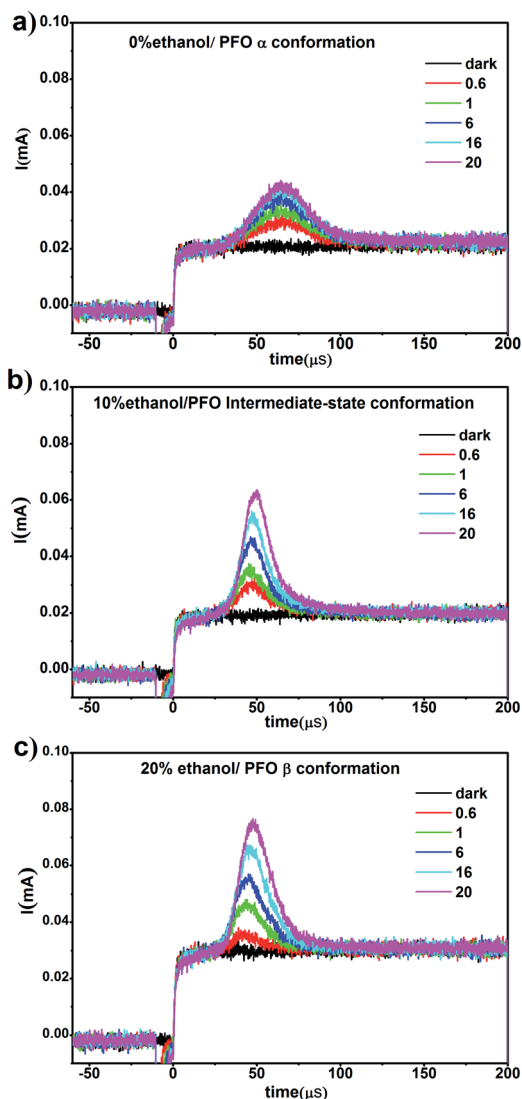 a)
0%ethanol/ PFO α conformation
dark
0.6
1
6
16
20
I(mA)
0.10
0.08
0.06
0.04
0.02
0.00
-50 0 50 100 150 200
time(μs)
b)
10%ethanol/PFO Intermediate-state conformation
dark
0.6
1
6
16
20
I(mA)
0.10
0.08
0.06
0.04
0.02
0.00
-50 0 50 100 150 200
time(μs)
c)
20% ethanol/ PFO β conformation
dark
0.6
1
6
16
20
I(mA)
0.10
0.08
0.06
0.04
0.02
0.00
-50 0 50 100 150 200
time(μs)